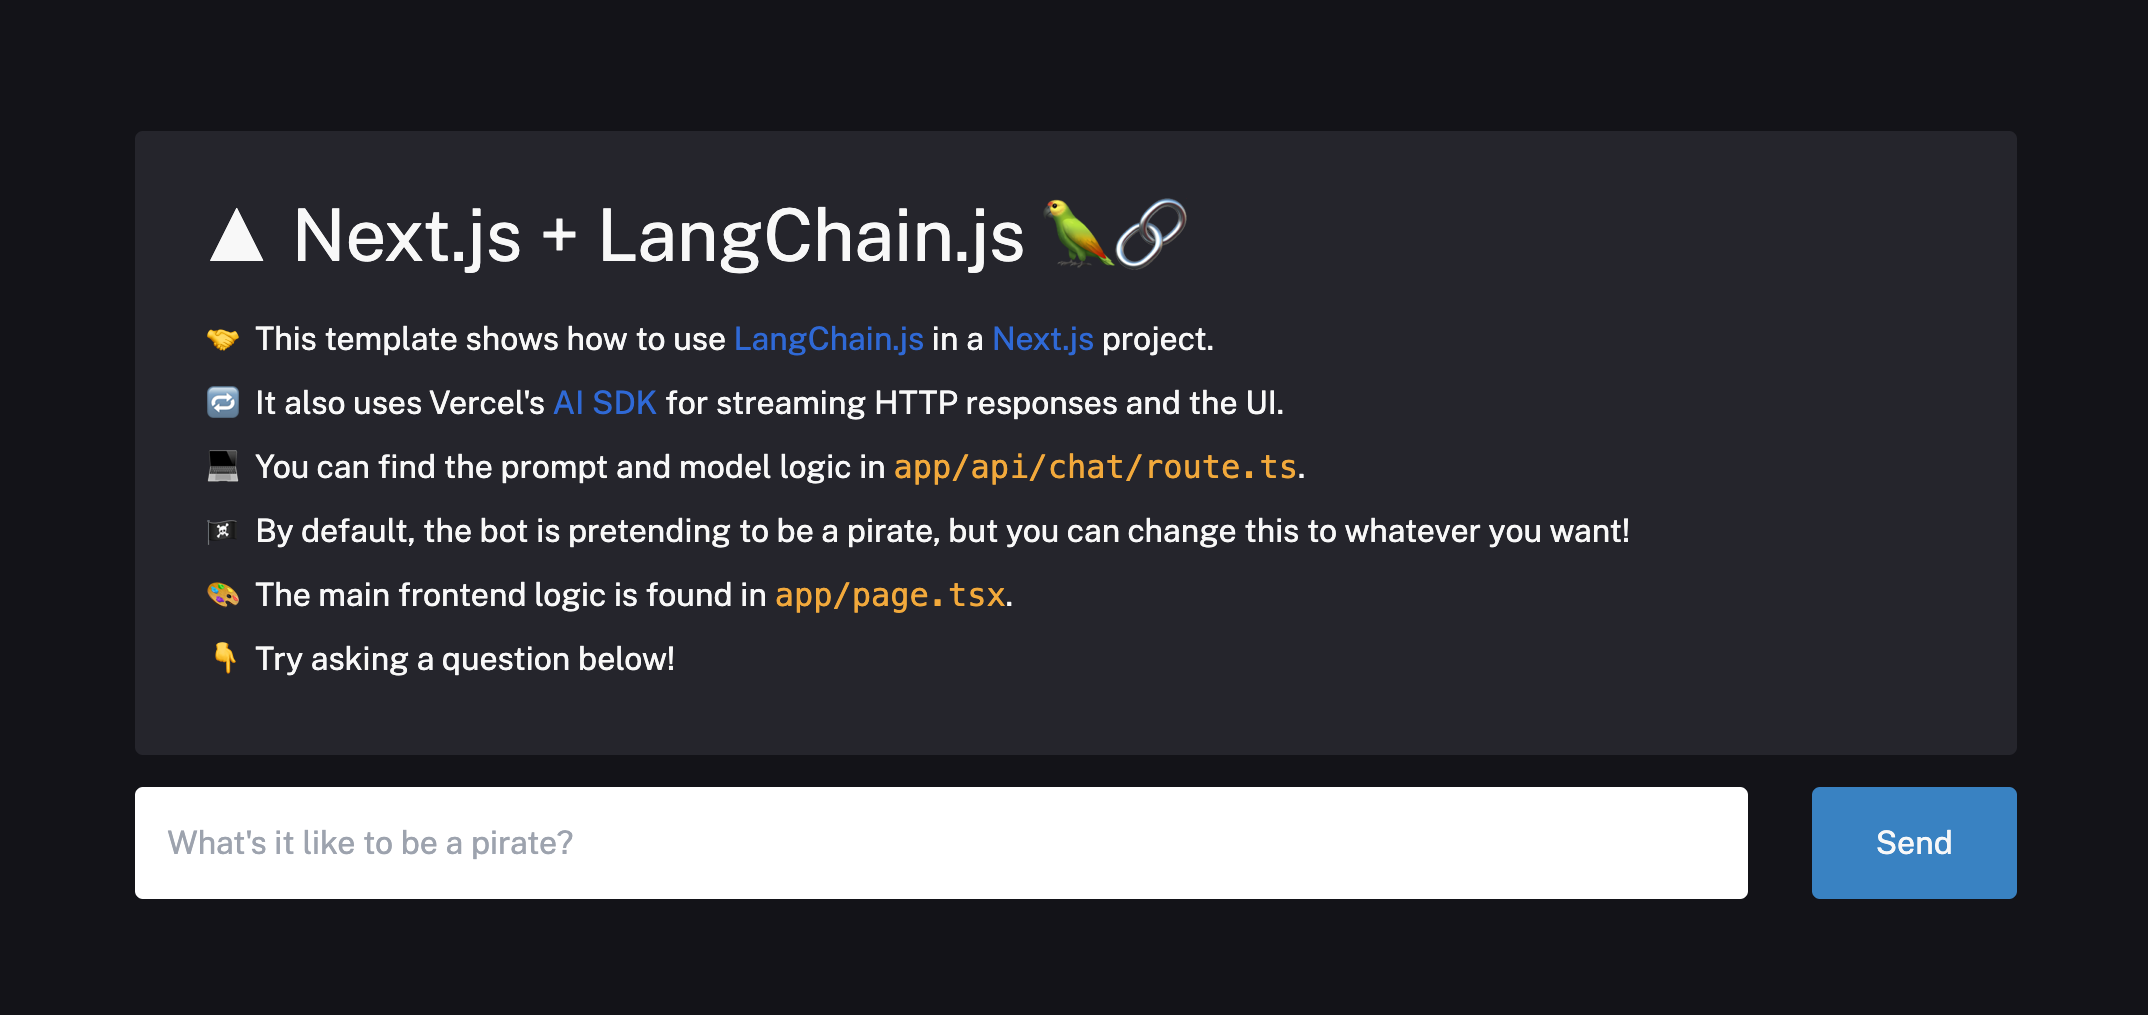 ▲ Next.js + LangChain.js 🦜🔗
🤝 This template shows how to use LangChain.js in a Next.js project.
🔁 It also uses Vercel's AI SDK for streaming HTTP responses and the UI.
💻 You can find the prompt and model logic in app/api/chat/route.ts.
🏴‍☠️ By default, the bot is pretending to be a pirate, but you can change this to whatever you want!
🎨 The main frontend logic is found in app/page.tsx.
👇 Try asking a question below!
What's it like to be a pirate?
Send